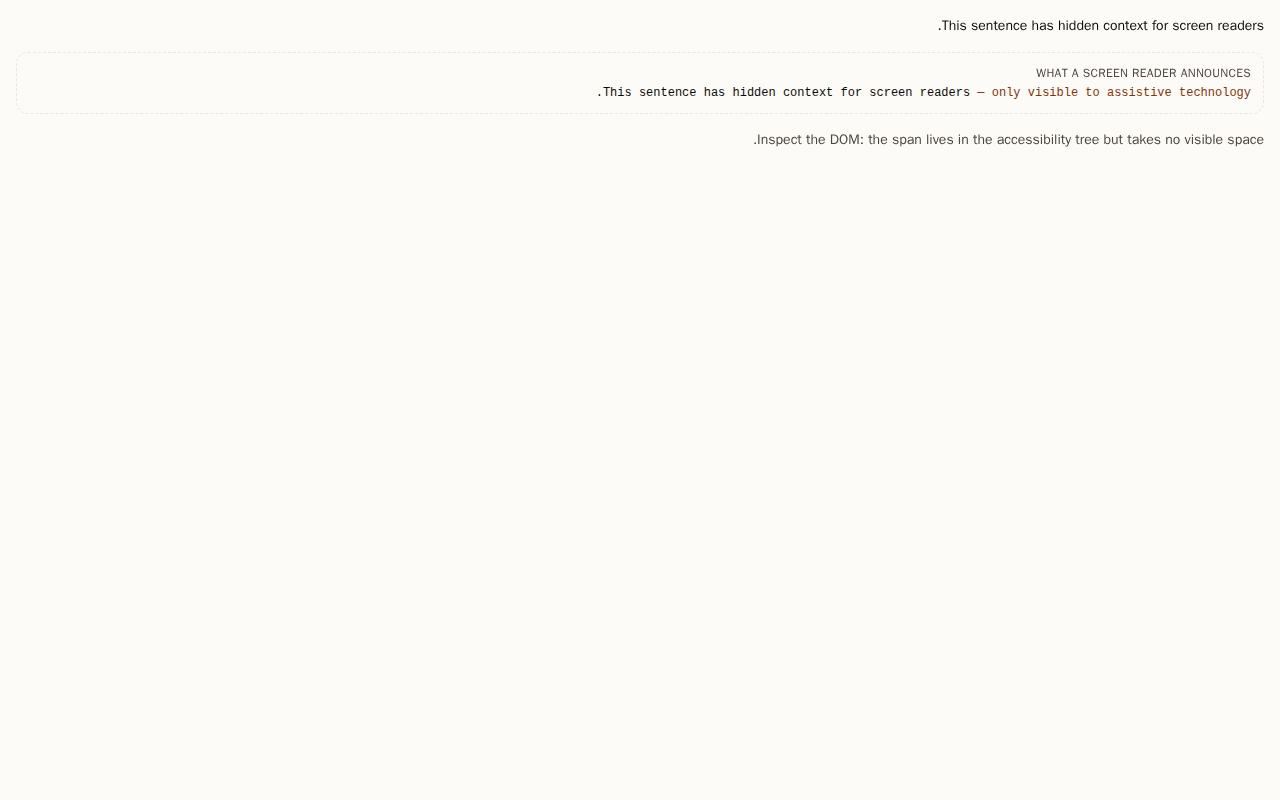 This sentence has hidden context for screen readers.
WHAT A SCREEN READER ANNOUNCES
This sentence has hidden context for screen readers — only visible to assistive technology.
Inspect the DOM: the span lives in the accessibility tree but takes no visible space.